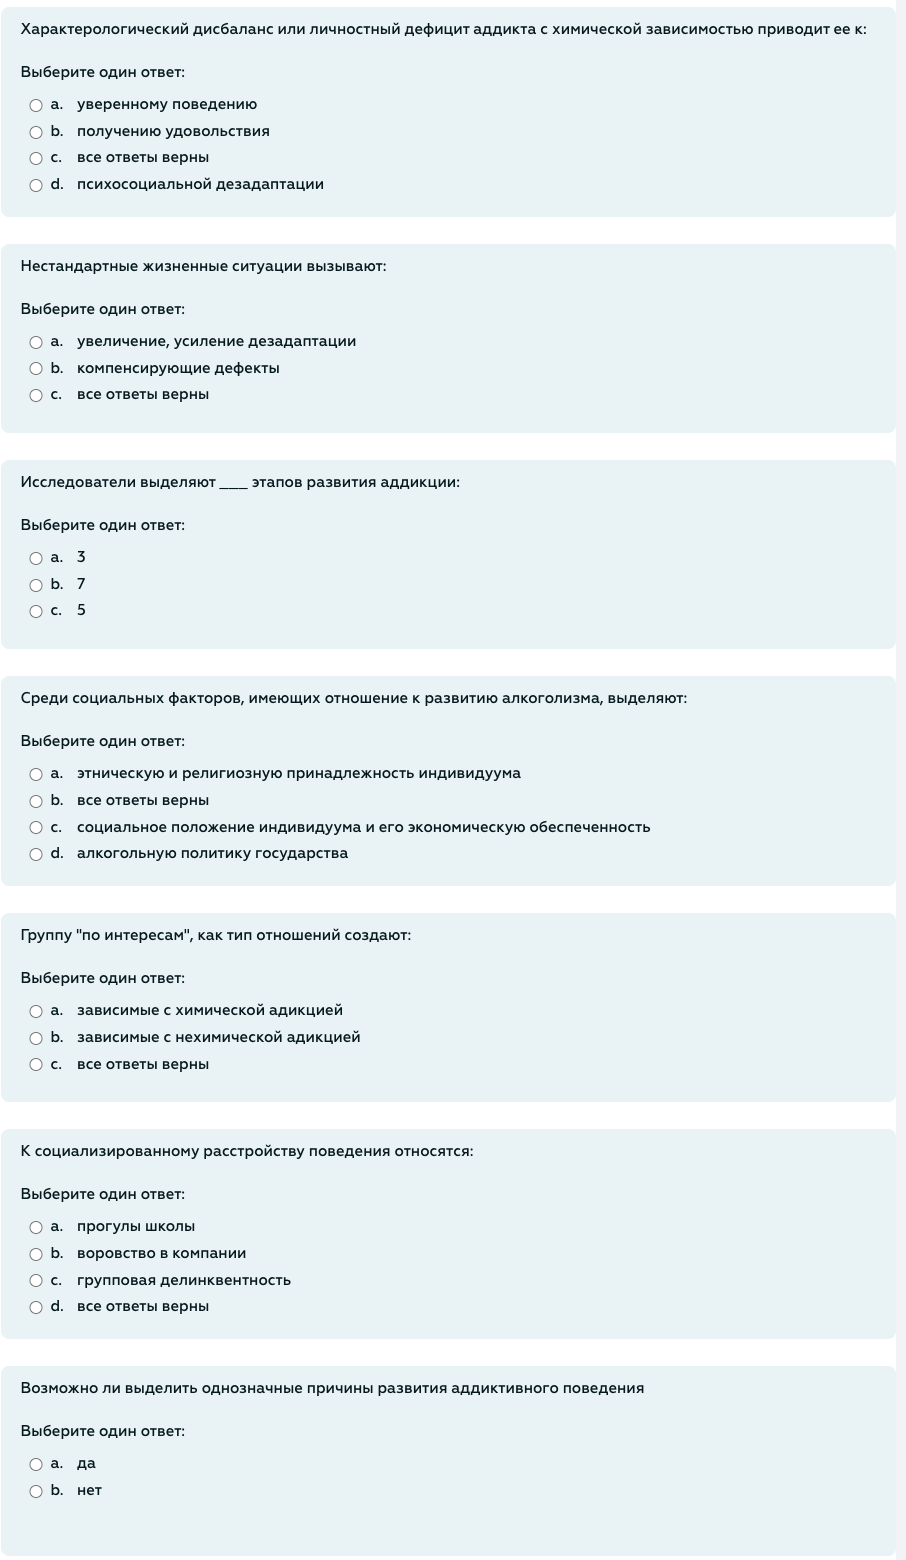 Характерологический дисбаланс или личностный дефицит аддикта с химической зависимостью приводит ее к:
Выберите один ответ:
a. уверенному поведению
b. получению удовольствия
c. все ответы верны
d. психосоциальной дезадаптации
Нестандартные жизненные ситуации вызывают:
Выберите один ответ:
a. увеличение, усиление дезадаптации
b. компенсирующие дефекты
c. все ответы верны
Исследователи выделяют ___ этапов развития аддикции:
Выберите один ответ:
a. 3
b. 7
c. 5
Среди социальных факторов, имеющих отношение к развитию алкоголизма, выделяют:
Выберите один ответ:
a. этническую и религиозную принадлежность индивидуума
b. все ответы верны
c. социальное положение индивидуума и его экономическую обеспеченность
d. алкогольную политику государства
Группу "по интересам", как тип отношений создают:
Выберите один ответ:
a. зависимые с химической адикцией
b. зависимые с нехимической адикцией
c. все ответы верны
К социализированному расстройству поведения относятся:
Выберите один ответ:
a. прогулы школы
b. воровство в компании
c. групповая делинквентность
d. все ответы верны
Возможно ли выделить однозначные причины развития аддиктивного поведения
Выберите один ответ:
a. да
b. нет